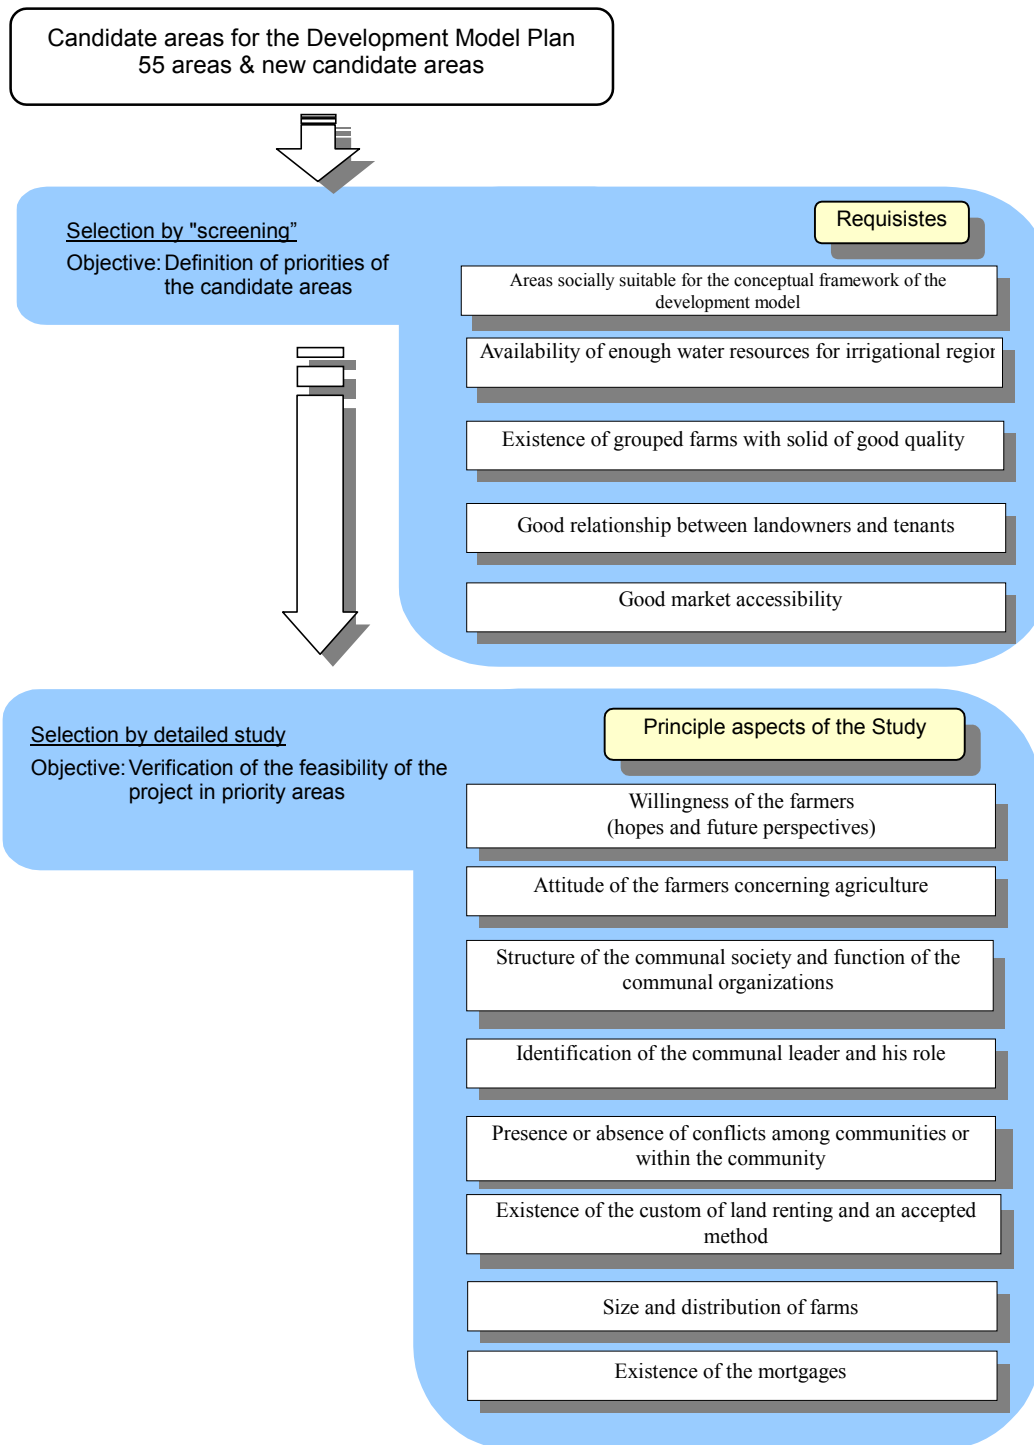 Candidate areas for the Development Model Plan
55 areas & new candidate areas
Selection by "screening”
Objective: Definition of priorities of
the candidate areas
Requisistes
Areas socially suitable for the conceptual framework of the
development model
Availability of enough water resources for irrigational region
Existence of grouped farms with solid of good quality
Good relationship between landowners and tenants
Good market accessibility
Selection by detailed study
Objective: Verification of the feasibility of the
project in priority areas
Principle aspects of the Study
Willingness of the farmers
(hopes and future perspectives)
Attitude of the farmers concerning agriculture
Structure of the communal society and function of the
communal organizations
Identification of the communal leader and his role
Presence or absence of conflicts among communities or
within the community
Existence of the custom of land renting and an accepted
method
Size and distribution of farms
Existence of the mortgages